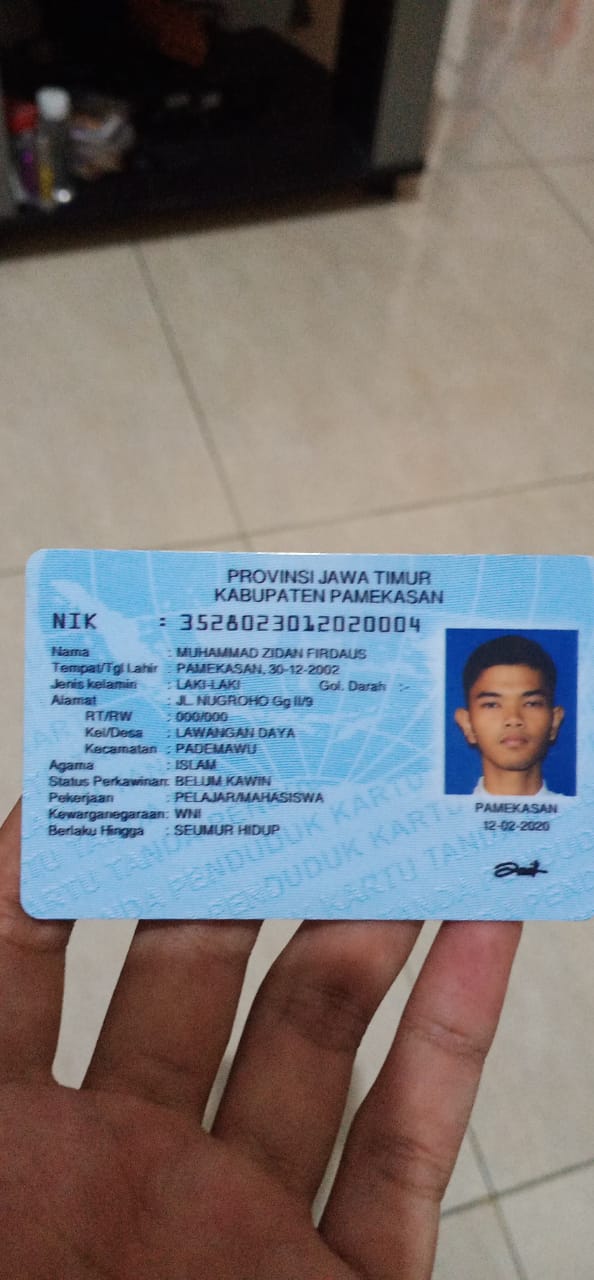 PROVINSI JAWA TIMUR
KABUPATEN PAMEKASAN
NIK : 3528023012020004
Nama : MUHAMMAD ZIDAN FIRDAUS
Tempat/Tgl Lahir : PAMEKASAN, 30-12-2002
Jenis kelamin : LAKI-LAKI Gol. Darah :-
Alamat : JL. NUGROHO Gg II/9
RT/RW : 000/000
Kel/Desa : LAWANGAN DAYA
Kecamatan : PADEMAWU
Agama : ISLAM
Status Perkawinan: BELUM KAWIN
Pekerjaan : PELAJAR/MAHASISWA
Kewarganegaraan: WNI
Berlaku Hingga : SEUMUR HIDUP
PAMEKASAN
12-02-2020
KARTU TANDA PENDUDUK